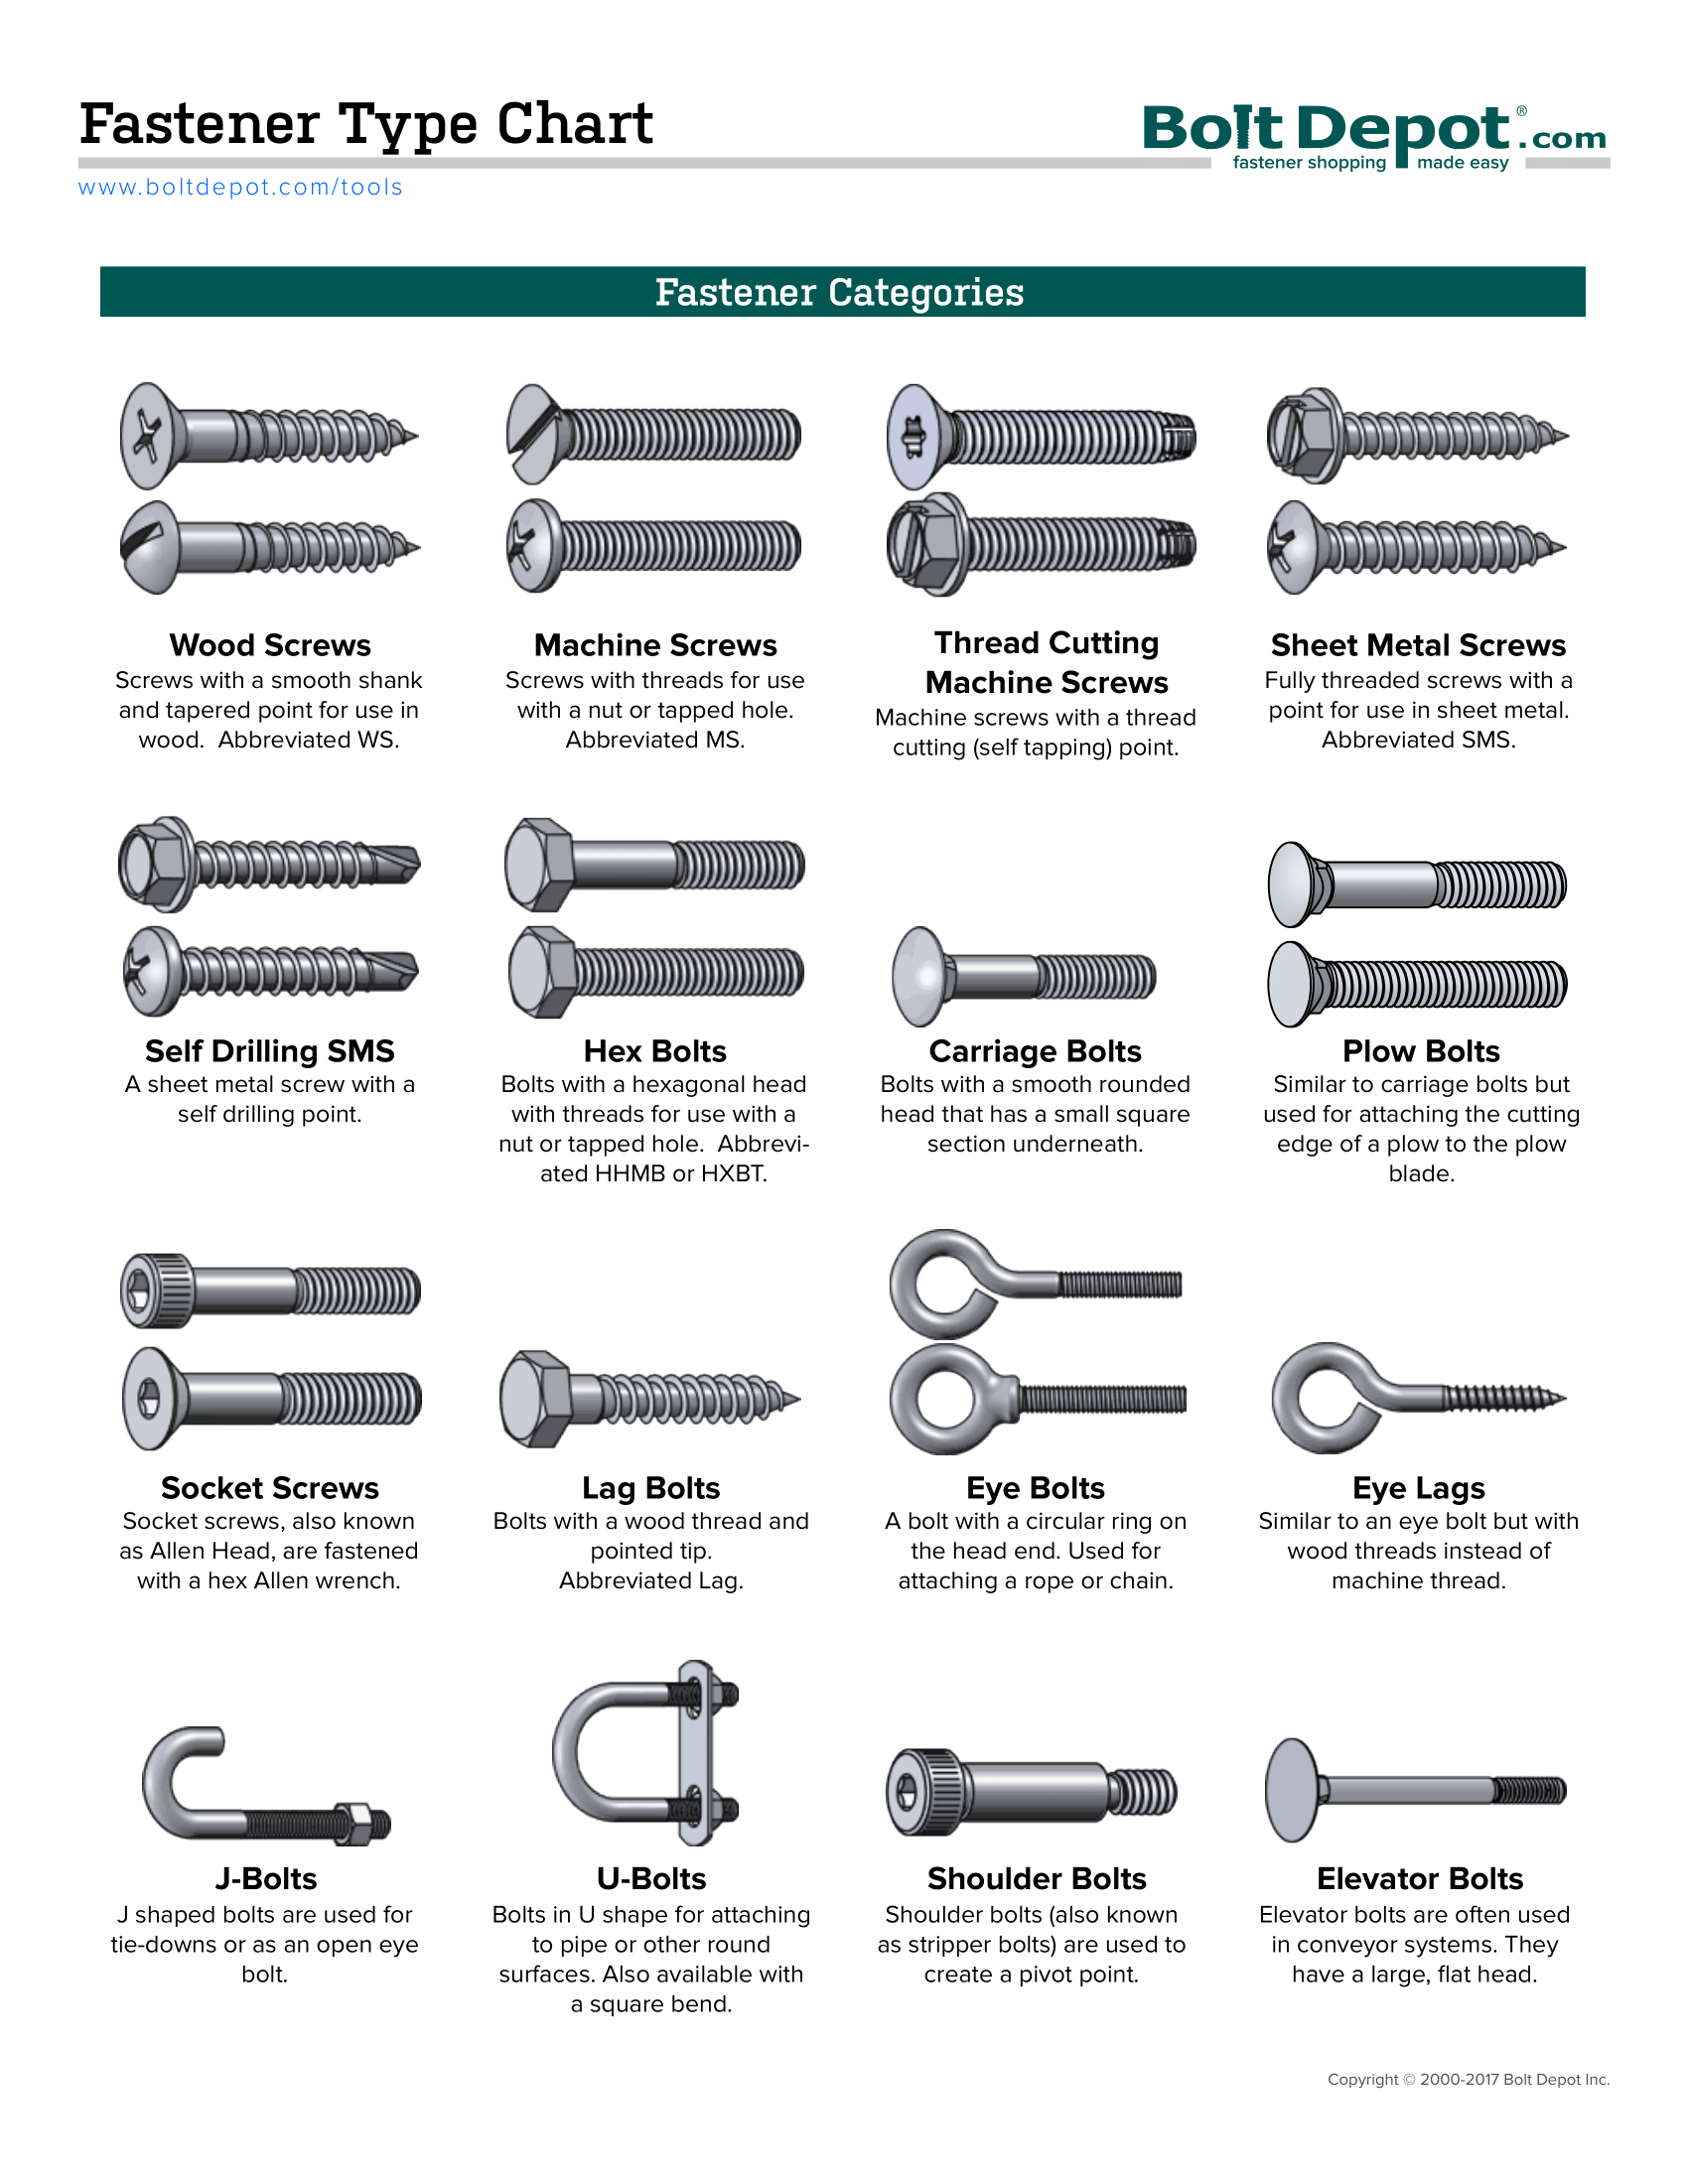 Fastener Type Chart
Bolt Depot®.com
fastener shopping made easy
www.boltdepot.com/tools
Fastener Categories
Wood Screws
Screws with a smooth shank
and tapered point for use in
wood.  Abbreviated WS.
Machine Screws
Screws with threads for use
with a nut or tapped hole.
Abbreviated MS.
Thread Cutting
Machine Screws
Machine screws with a thread
cutting (self tapping) point.
Sheet Metal Screws
Fully threaded screws with a
point for use in sheet metal.
Abbreviated SMS.
Self Drilling SMS
A sheet metal screw with a
self drilling point.
Hex Bolts
Bolts with a hexagonal head
with threads for use with a
nut or tapped hole.  Abbrevi-
ated HHMB or HXBT.
Carriage Bolts
Bolts with a smooth rounded
head that has a small square
section underneath.
Plow Bolts
Similar to carriage bolts but
used for attaching the cutting
edge of a plow to the plow
blade.
Socket Screws
Socket screws, also known
as Allen Head, are fastened
with a hex Allen wrench.
Lag Bolts
Bolts with a wood thread and
pointed tip.
Abbreviated Lag.
Eye Bolts
A bolt with a circular ring on
the head end. Used for
attaching a rope or chain.
Eye Lags
Similar to an eye bolt but with
wood threads instead of
machine thread.
J-Bolts
J shaped bolts are used for
tie-downs or as an open eye
bolt.
U-Bolts
Bolts in U shape for attaching
to pipe or other round
surfaces. Also available with
a square bend.
Shoulder Bolts
Shoulder bolts (also known
as stripper bolts) are used to
create a pivot point.
Elevator Bolts
Elevator bolts are often used
in conveyor systems. They
have a large, flat head.
Copyright © 2000-2017 Bolt Depot Inc.